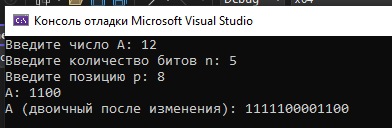 Консоль отладки Microsoft Visual Studio
Введите число A: 12
Введите количество битов n: 5
Введите позицию p: 8
A: 1100
A (двоичный после изменения): 1111100001100